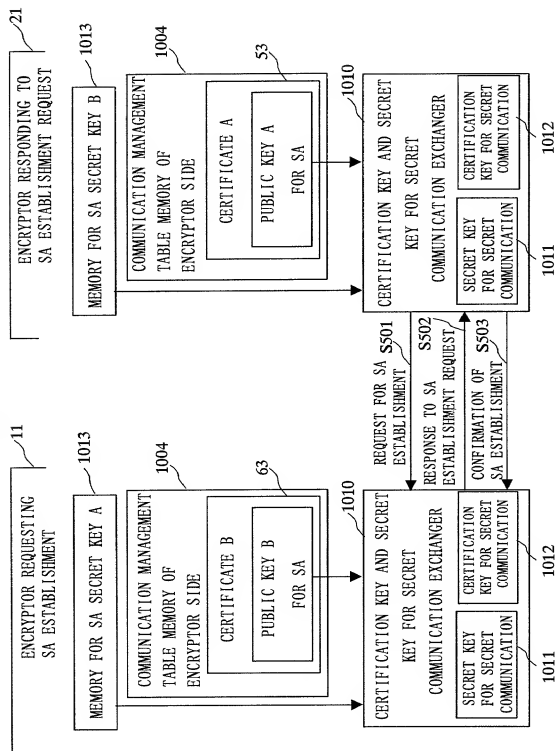 11
ENCRYPTOR REQUESTING
SA ESTABLISHMENT
1013
MEMORY FOR SA SECRET KEY A
1004
COMMUNICATION MANAGEMENT
TABLE MEMORY OF
ENCRYPTOR SIDE
63
CERTIFICATE B
PUBLIC KEY B
FOR SA
1010
CERTIFICATION KEY AND SECRET
KEY FOR SECRET
COMMUNICATION EXCHANGER
SECRET KEY
FOR SECRET
COMMUNICATION
1011
CERTIFICATION
KEY FOR SECRET
COMMUNICATION
1012
REQUEST FOR SA
ESTABLISHMENT
S501
RESPONSE TO SA
ESTABLISHMENT REQUEST
S502
CONFIRMATION OF
SA ESTABLISHMENT
S503
21
ENCRYPTOR RESPONDING TO
SA ESTABLISHMENT REQUEST
1013
MEMORY FOR SA SECRET KEY B
1004
COMMUNICATION MANAGEMENT
TABLE MEMORY OF
ENCRYPTOR SIDE
53
CERTIFICATE A
PUBLIC KEY A
FOR SA
1010
CERTIFICATION KEY AND SECRET
KEY FOR SECRET
COMMUNICATION EXCHANGER
SECRET KEY
FOR SECRET
COMMUNICATION
1011
CERTIFICATION
KEY FOR SECRET
COMMUNICATION
1012